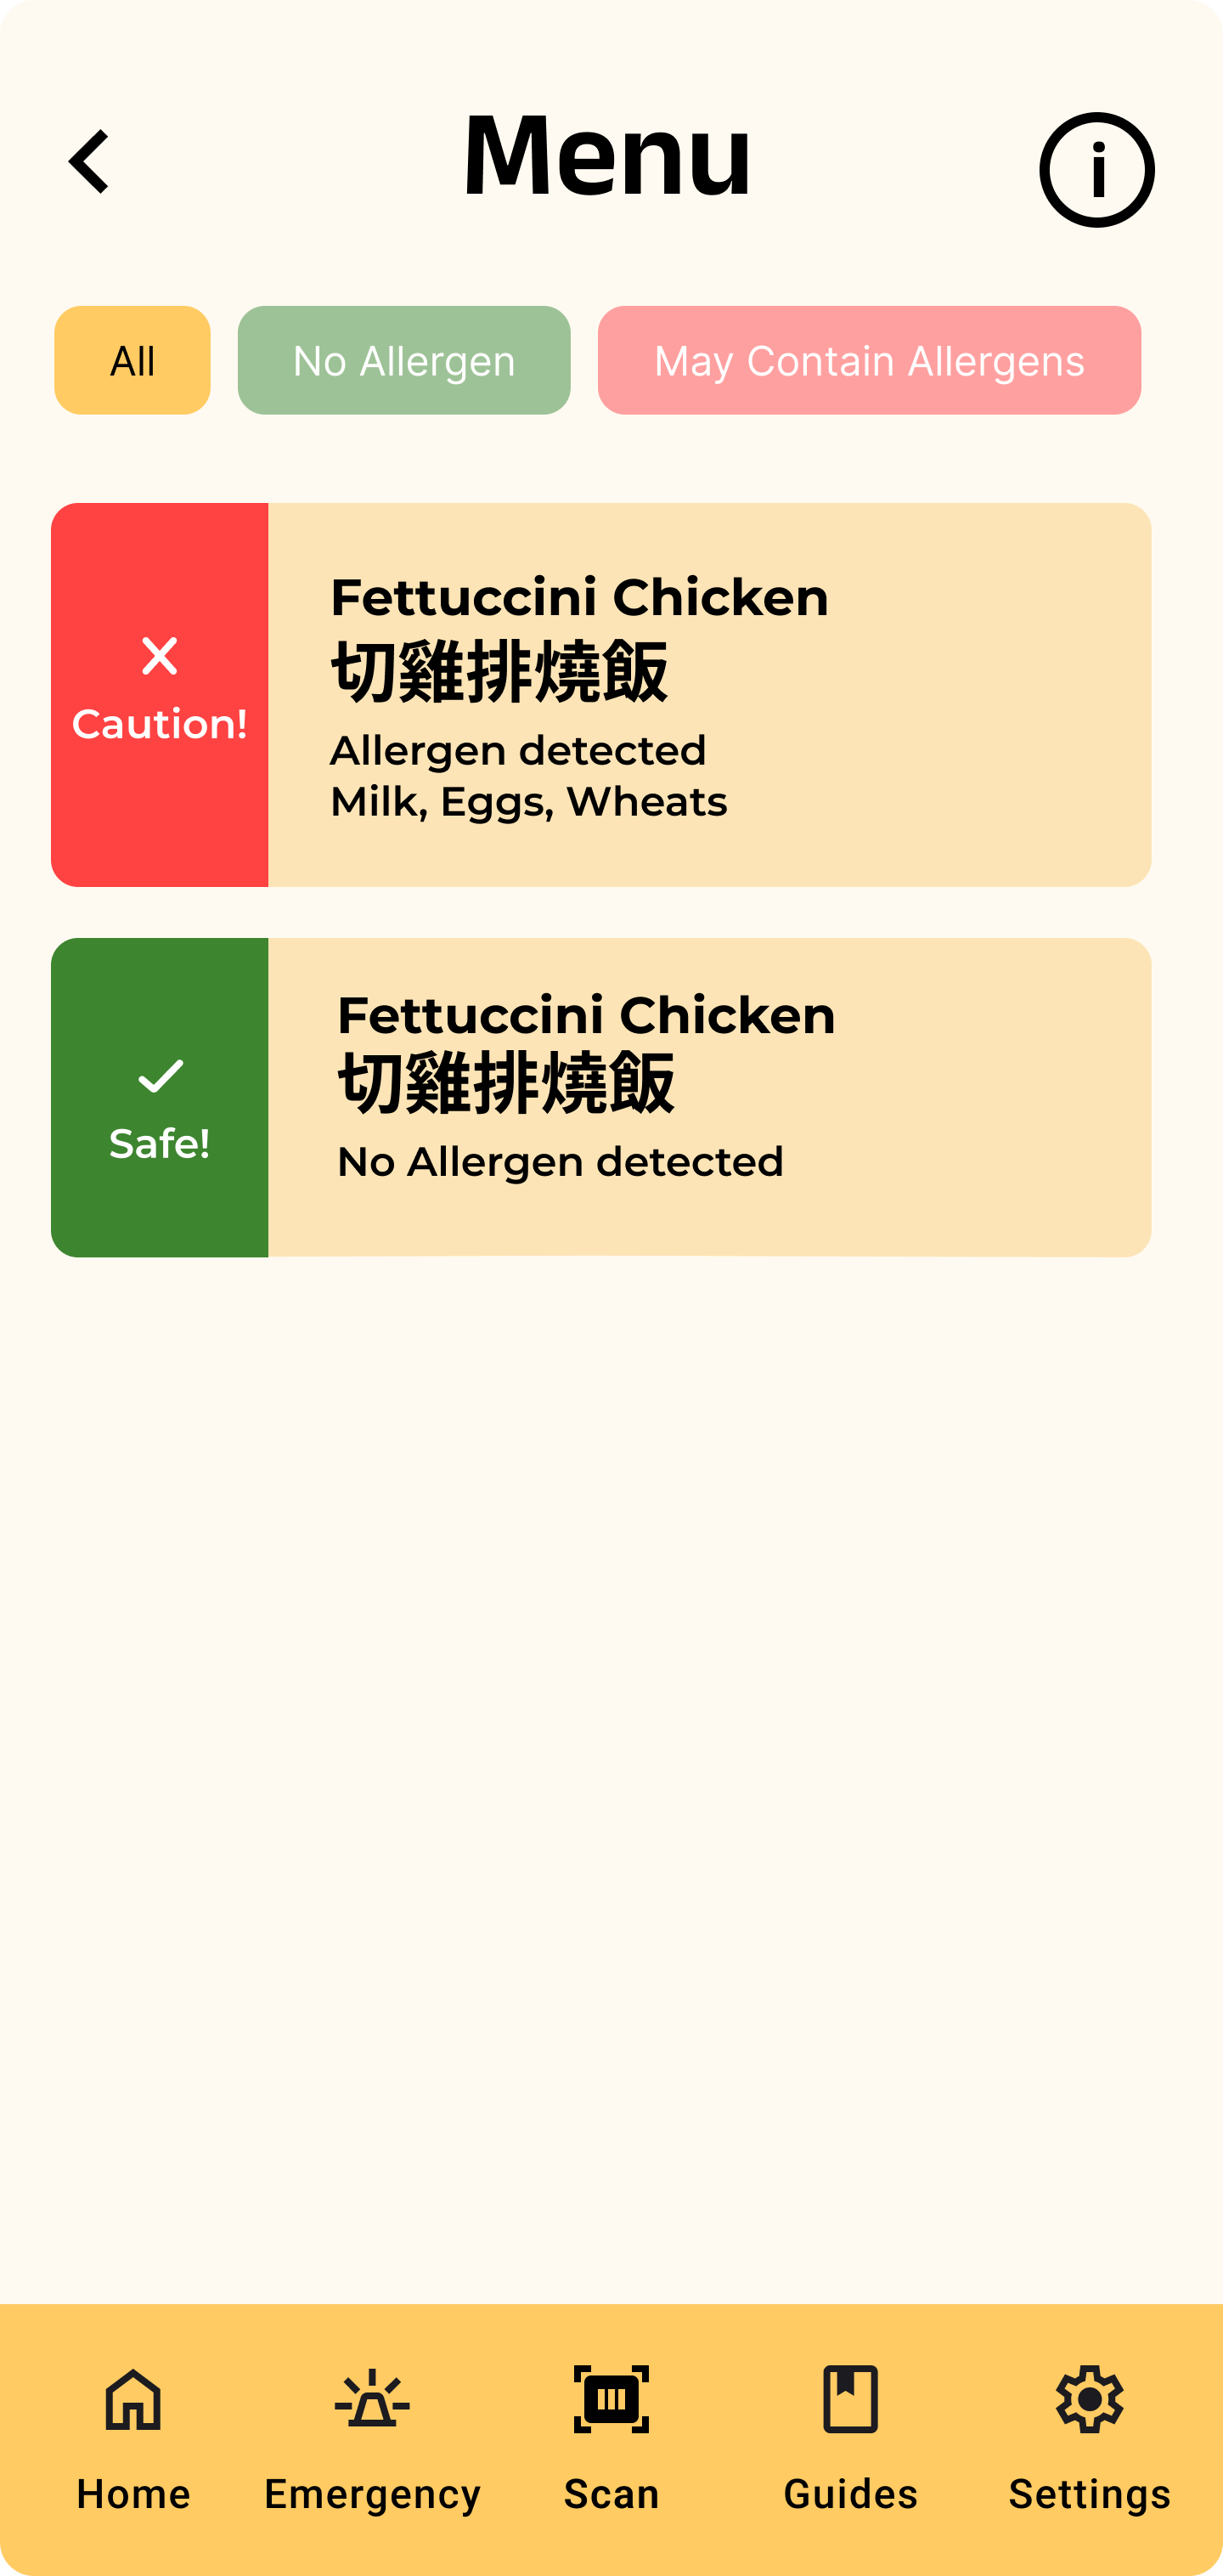 Menu
i
All
No Allergen
May Contain Allergens
Fettuccini Chicken
切雞排燒飯
Caution!
Allergen detected
Milk, Eggs, Wheats
Fettuccini Chicken
切雞排燒飯
Safe!
No Allergen detected
Home
Emergency
Scan
Guides
Settings